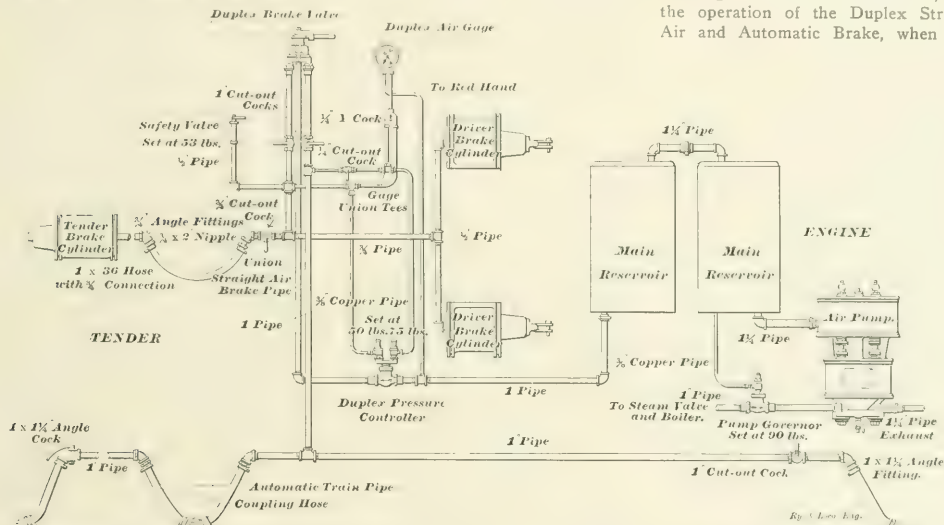 the operation of the Duplex Str
Air and Automatic Brake, when
Duplex Brake Valve
Duplex Air Gage
1" Cut-out
Cocks
Safety Valve
Set at 53 lbs.
½" Pipe
¼" Y Cock
¼" Cut-out
Cock
To Red Hand
Driver
Brake
Cylinder
1¼" Pipe
Gage
Union Tees
¾" Cut-out
Cock
¾" Angle Fittings
¾ x 2" Nipple
Tender
Brake
Cylinder
1 x 36 Hose
with ¾ Connection
Union
Straight Air
Brake Pipe
¾ Pipe
½" Pipe
Main
Reservoir
Main
Reservoir
ENGINE
Air Pump.
1¼ Pipe
⅜ Copper Pipe
Set at
50 lbs. 75 lbs.
Driver
Brake
Cylinder
TENDER
1 Pipe
⅜ Copper Pipe
1 Pipe
Duplex Pressure
Controller
1" Pipe
To Steam Valve
and Boiler.
Pump Governor
Set at 90 lbs.
1¼" Pipe
Exhaust
1 x 1¼" Angle
Cock
1" Pipe
1" Pipe
Automatic Train Pipe
Coupling Hose
1" Cut-out Cock
1 x 1¼ Angle
Fitting.
Eng.